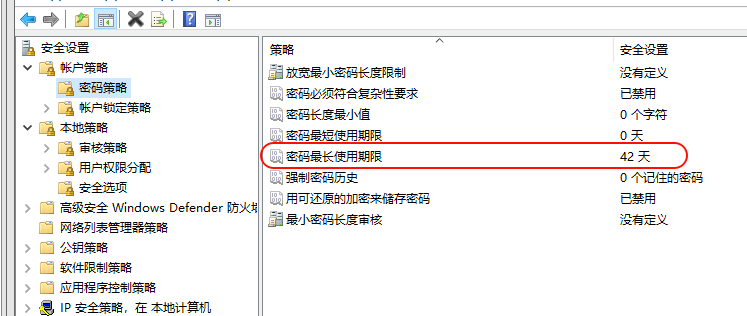 安全设置
帐户策略
密码策略
帐户锁定策略
本地策略
审核策略
用户权限分配
安全选项
高级安全 Windows Defender 防火墙
网络列表管理器策略
公钥策略
软件限制策略
应用程序控制策略
IP 安全策略，在 本地计算机
策略 安全设置
放宽最小密码长度限制 没有定义
密码必须符合复杂性要求 已禁用
密码长度最小值 0 个字符
密码最短使用期限 0 天
密码最长使用期限 42 天
强制密码历史 0 个记住的密码
用可还原的加密来储存密码 已禁用
最小密码长度审核 没有定义